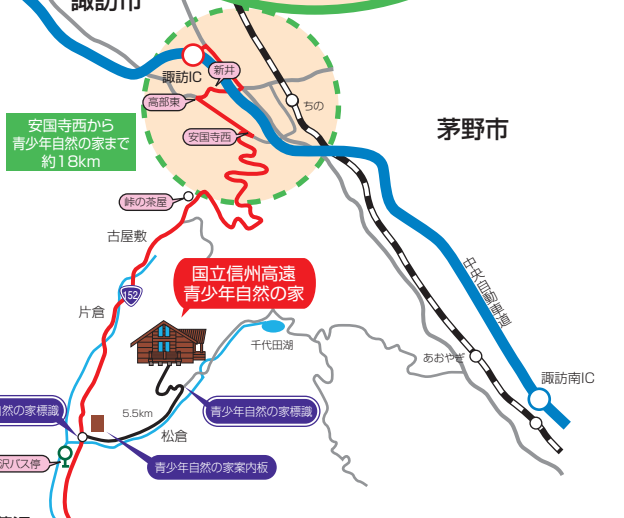 諏訪市
諏訪IC
新井
高部東
ちの
安国寺西
安国寺西から
青少年自然の家まで
約18km
茅野市
峠の茶屋
古屋敷
国立信州高遠
青少年自然の家
152
片倉
中央自動車道
千代田湖
あおやぎ
諏訪南IC
自然の家標識
5.5km
青少年自然の家標識
松倉
沢バス停
青少年自然の家案内板